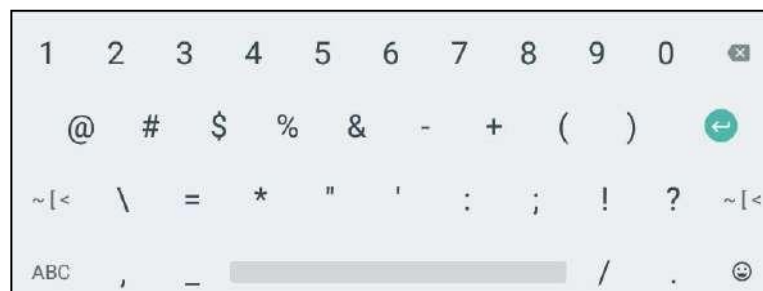 1 2 3 4 5 6 7 8 9 0
@ # $ % & - + ( )
~[< \ = * " ' : ; ! ? ~[<
ABC , _ / .